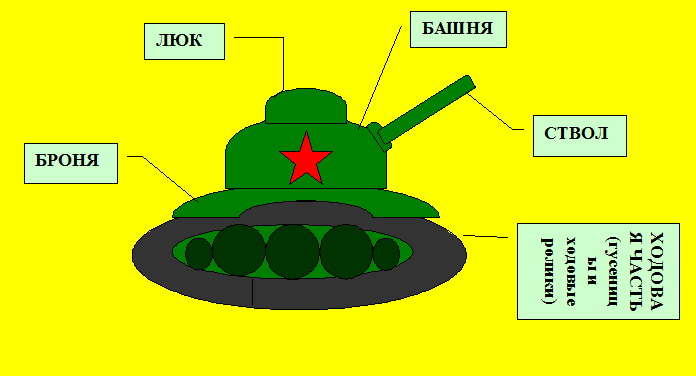 ЛЮК
БАШНЯ
СТВОЛ
БРОНЯ
ХОДОВА
Я ЧАСТЬ
(гусениц
ы и
ходовые
ролики)